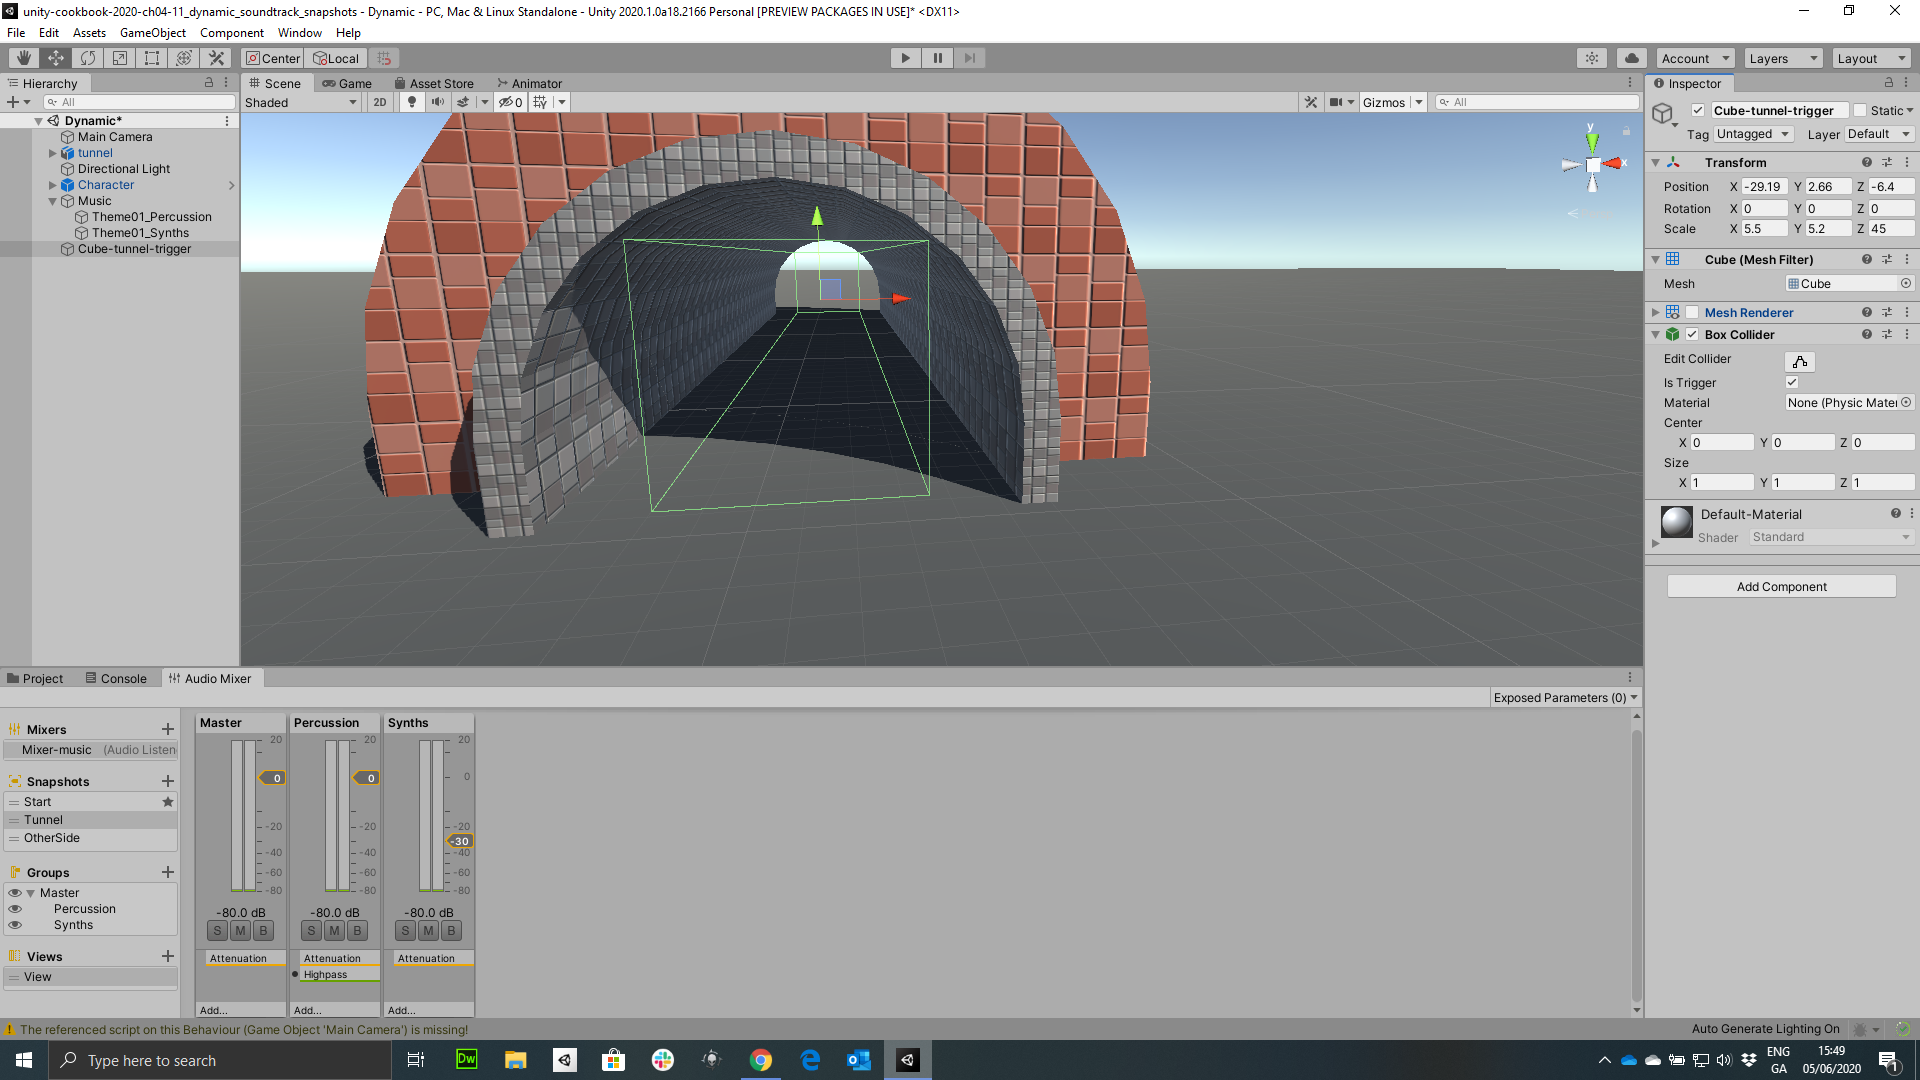 unity-cookbook-2020-ch04-11_dynamic_soundtrack_snapshots - Dynamic - PC, Mac & Linux Standalone - Unity 2020.1.0a18.2166 Personal [PREVIEW PACKAGES IN USE]* <DX11>
File Edit Assets GameObject Component Window Help
Center Local Account Layers Layout
Hierarchy
All
Dynamic*
Main Camera
tunnel
Directional Light
Character
Music
Theme01_Percussion
Theme01_Synths
Cube-tunnel-trigger
Scene Game Asset Store Animator
Shaded 2D 0 Gizmos All
y
x
Inspector
Cube-tunnel-trigger Static
Tag Untagged Layer Default
Transform
Position X -29.19 Y 2.66 Z -6.4
Rotation X 0 Y 0 Z 0
Scale X 5.5 Y 5.2 Z 45
Cube (Mesh Filter)
Mesh Cube
Mesh Renderer
Box Collider
Edit Collider
Is Trigger
Material None (Physic Mater
Center
X 0 Y 0 Z 0
Size
X 1 Y 1 Z 1
Default-Material
Shader Standard
Add Component
Project Console Audio Mixer
Exposed Parameters (0)
Mixers
Mixer-music (Audio Listen
Snapshots
Start
Tunnel
OtherSide
Groups
Master
Percussion
Synths
Views
View
Master Percussion Synths
20 20 20
0 0 0
-20 -20 -20
-30
-40 -40 -40
-60 -60 -60
-80 -80 -80
-80.0 dB -80.0 dB -80.0 dB
S M B S M B S M B
Attenuation Attenuation Attenuation
Highpass
Add... Add... Add...
The referenced script on this Behaviour (Game Object 'Main Camera') is missing!
Auto Generate Lighting On
Type here to search
Dw
ENG
GA
15:49
05/06/2020
1